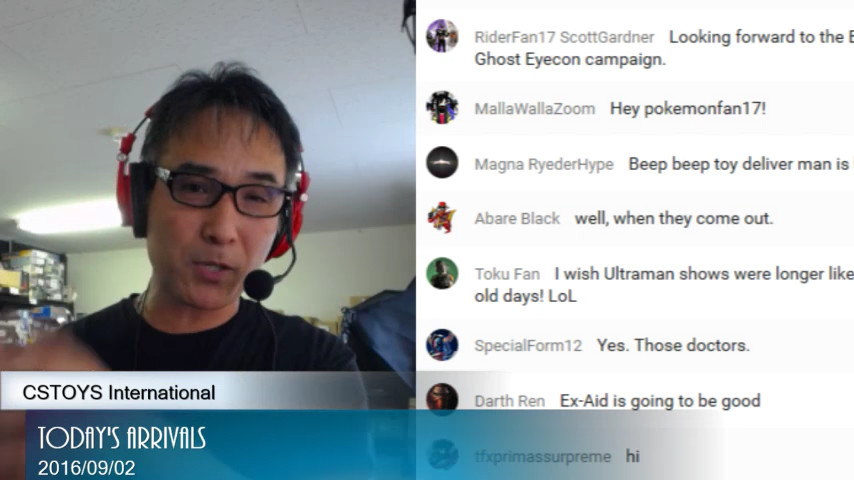 RiderFan17 ScottGardner Looking forward to the
Ghost Eyecon campaign.
MallaWallaZoom Hey pokemonfan17!
Magna RyederHype Beep beep toy deliver man is
Abare Black well, when they come out.
Toku Fan I wish Ultraman shows were longer like
old days! LoL
SpecialForm12 Yes. Those doctors.
Darth Ren Ex-Aid is going to be good
tfxprimassurpreme hi
CSTOYS International
TODAY'S ARRIVALS
2016/09/02